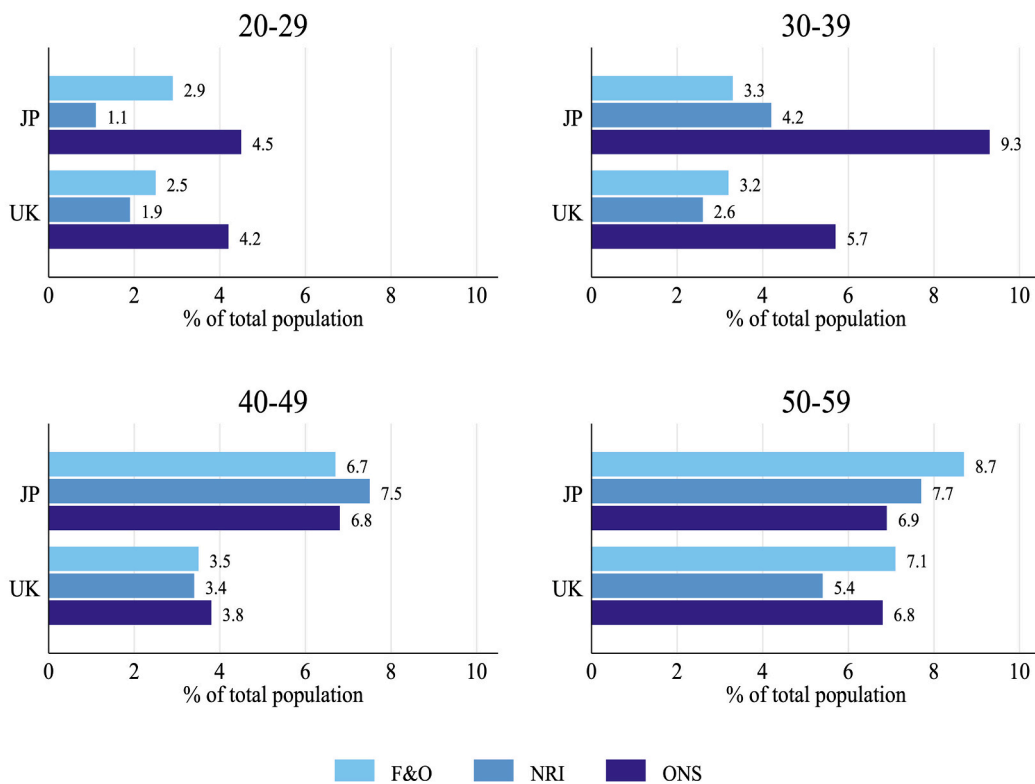 20-29
JP
2.9
1.1
4.5
UK
2.5
1.9
4.2
0 2 4 6 8 10
% of total population
30-39
JP
3.3
4.2
9.3
UK
3.2
2.6
5.7
0 2 4 6 8 10
% of total population
40-49
JP
6.7
7.5
6.8
UK
3.5
3.4
3.8
0 2 4 6 8 10
% of total population
50-59
JP
8.7
7.7
6.9
UK
7.1
5.4
6.8
0 2 4 6 8 10
% of total population
F&O NRI ONS